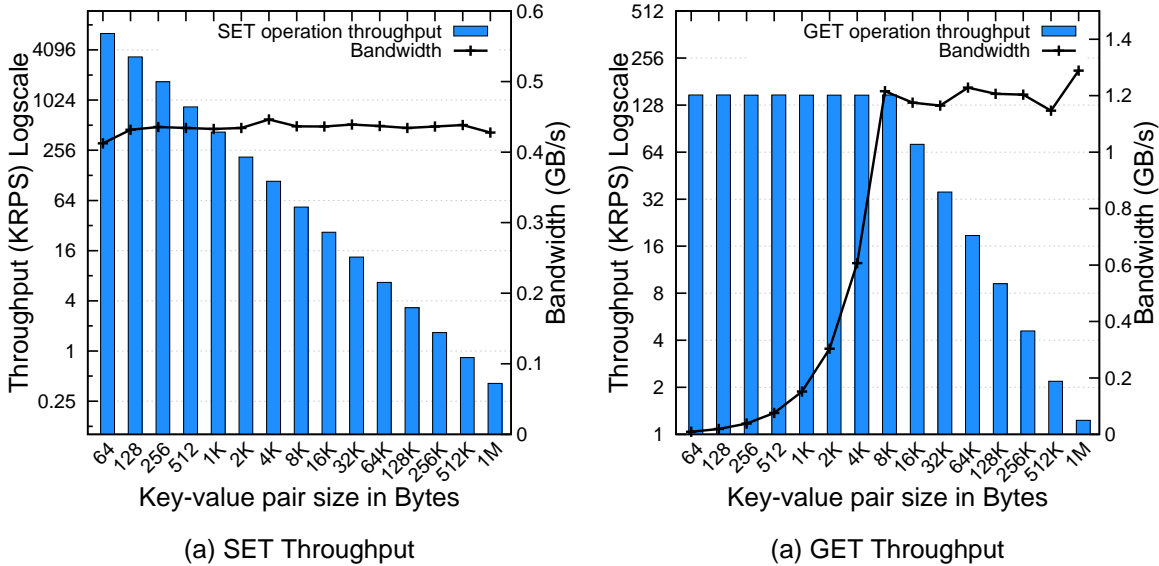 SET operation throughput
Bandwidth
Throughput (KRPS) Logscale
4096
1024
256
64
16
4
1
0.25
0.6
0.5
0.4
0.3
0.2
0.1
0
Bandwidth (GB/s)
64 128 256 512 1K 2K 4K 8K 16K 32K 64K 128K 256K 512K 1M
Key-value pair size in Bytes
(a) SET Throughput
GET operation throughput
Bandwidth
Throughput (KRPS) Logscale
512
256
128
64
32
16
8
4
2
1
1.4
1.2
1
0.8
0.6
0.4
0.2
0
Bandwidth (GB/s)
64 128 256 512 1K 2K 4K 8K 16K 32K 64K 128K 256K 512K 1M
Key-value pair size in Bytes
(a) GET Throughput